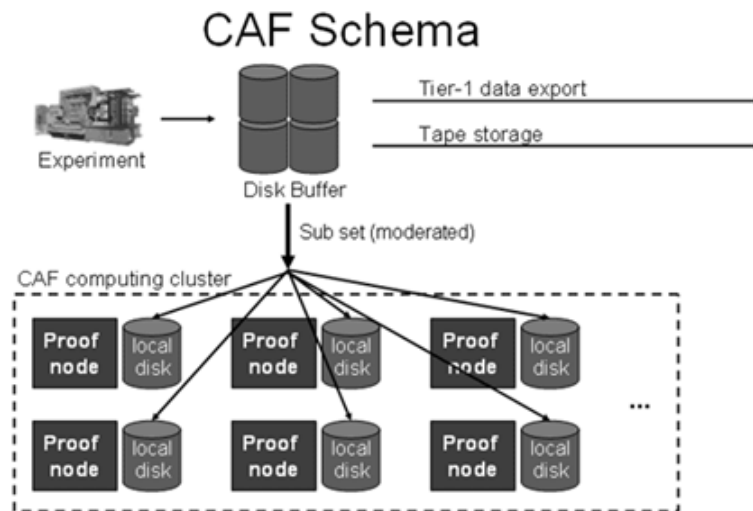 CAF Schema
Tier-1 data export
Tape storage
Experiment
Disk Buffer
Sub set (moderated)
CAF computing cluster
Proof
node
local
disk
Proof
node
local
disk
Proof
node
local
disk
...
Proof
node
local
disk
Proof
node
local
disk
Proof
node
local
disk